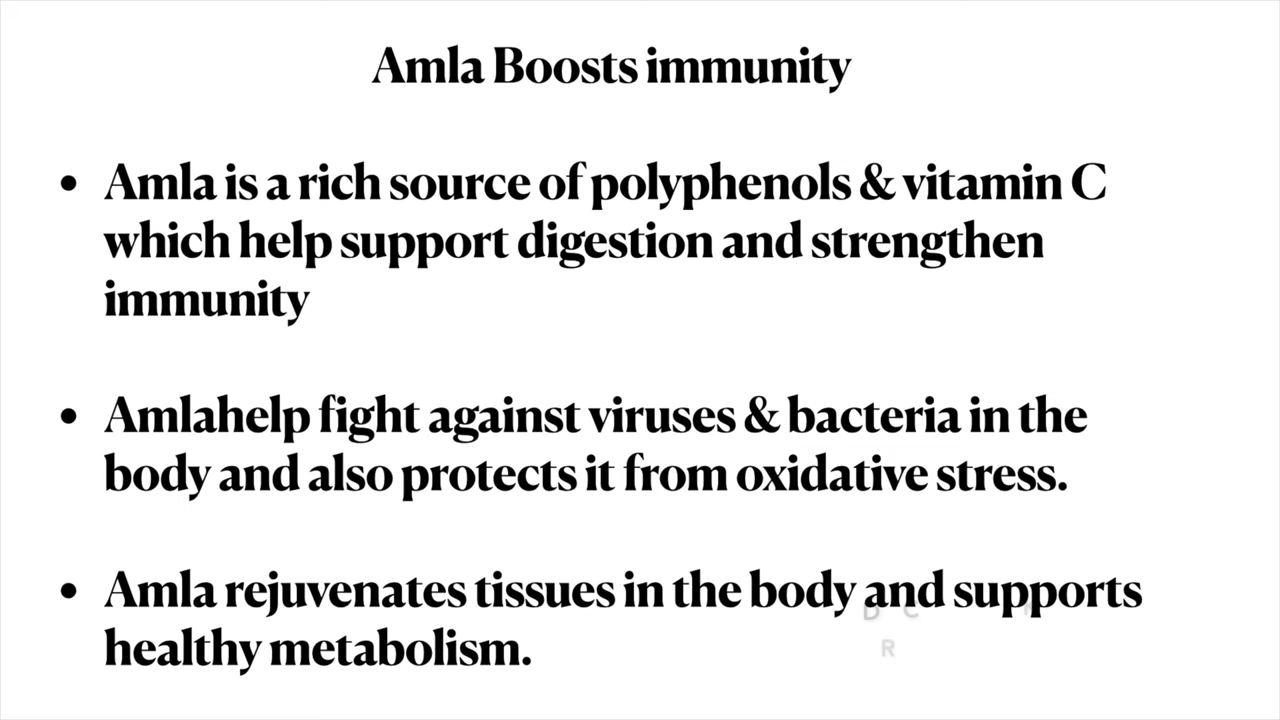 Amla Boosts immunity
• Amla is a rich source of polyphenols & vitamin C
which help support digestion and strengthen
immunity
• Amlahelp fight against viruses & bacteria in the
body and also protects it from oxidative stress.
• Amla rejuvenates tissues in the body and supports
D C
healthy metabolism.
R